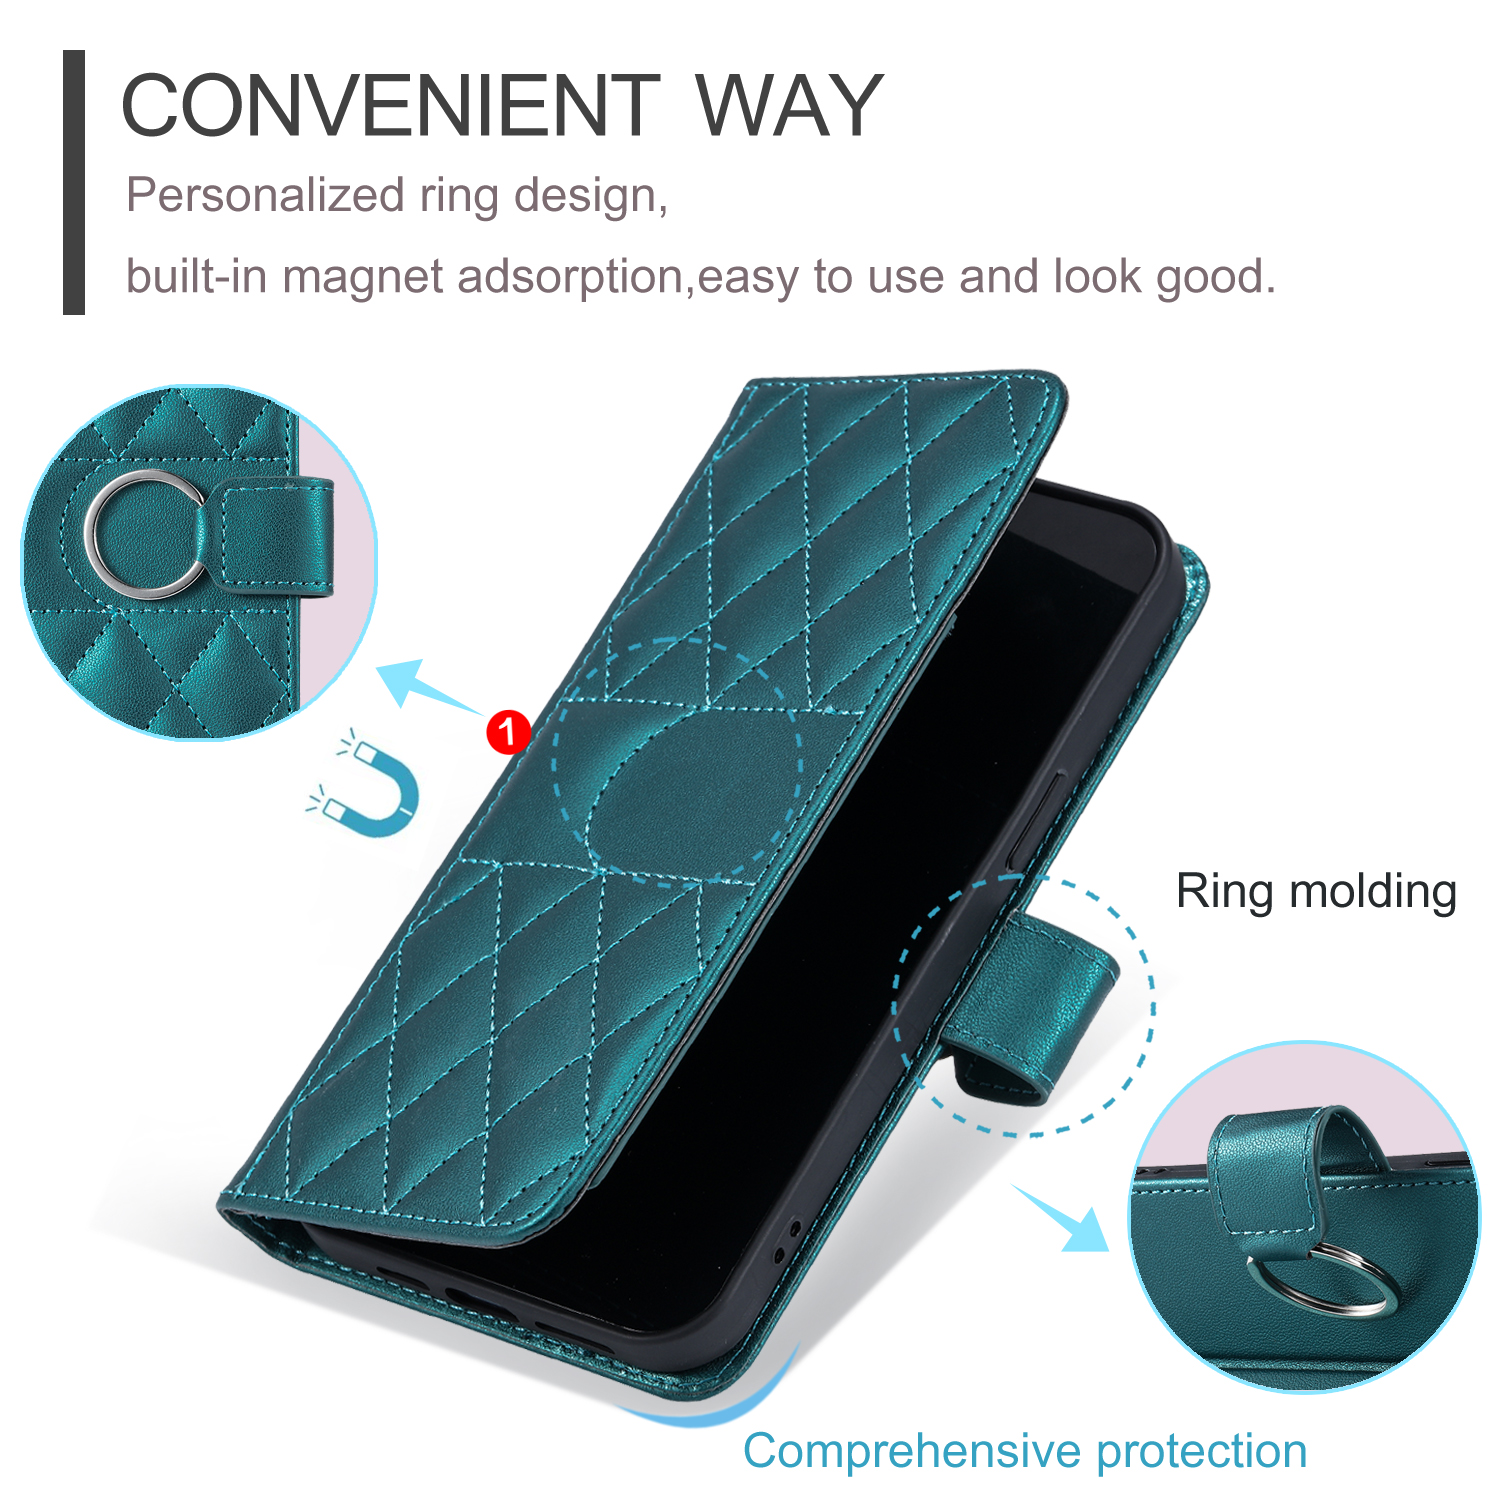 CONVENIENT WAY
Personalized ring design,
built-in magnet adsorption,easy to use and look good.
1
Ring molding
Comprehensive protection